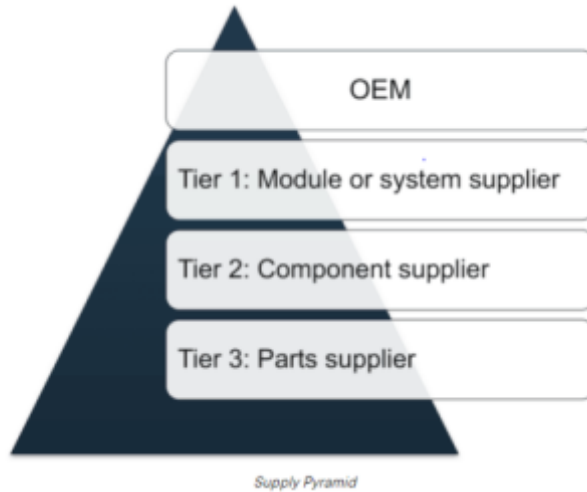 OEM
Tier 1: Module or system supplier
Tier 2: Component supplier
Tier 3: Parts supplier
Supply Pyramid